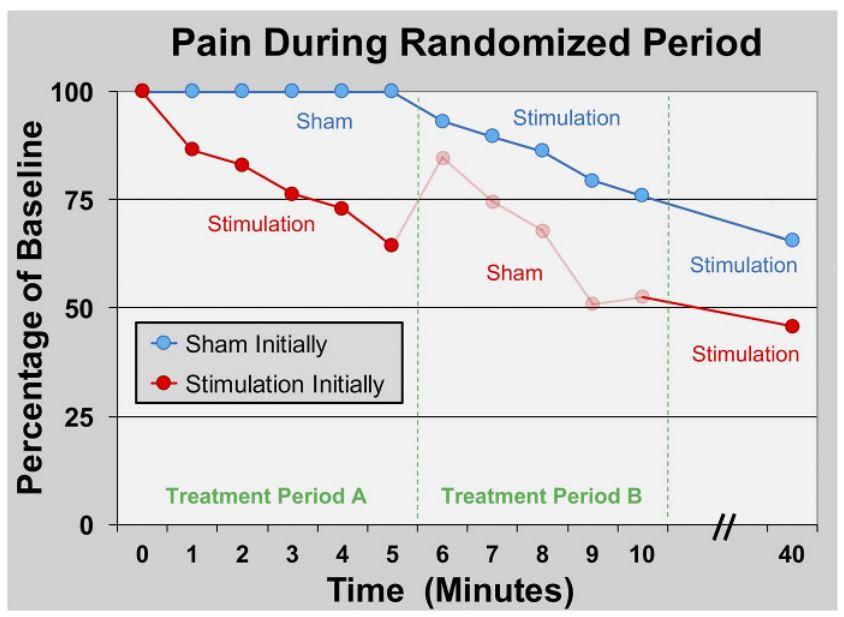 Pain During Randomized Period
Percentage of Baseline
100
75
50
25
0
Sham
Stimulation
Stimulation
Sham
Stimulation
Stimulation
Sham Initially
Stimulation Initially
Treatment Period A
Treatment Period B
0 1 2 3 4 5 6 7 8 9 10 // 40
Time (Minutes)